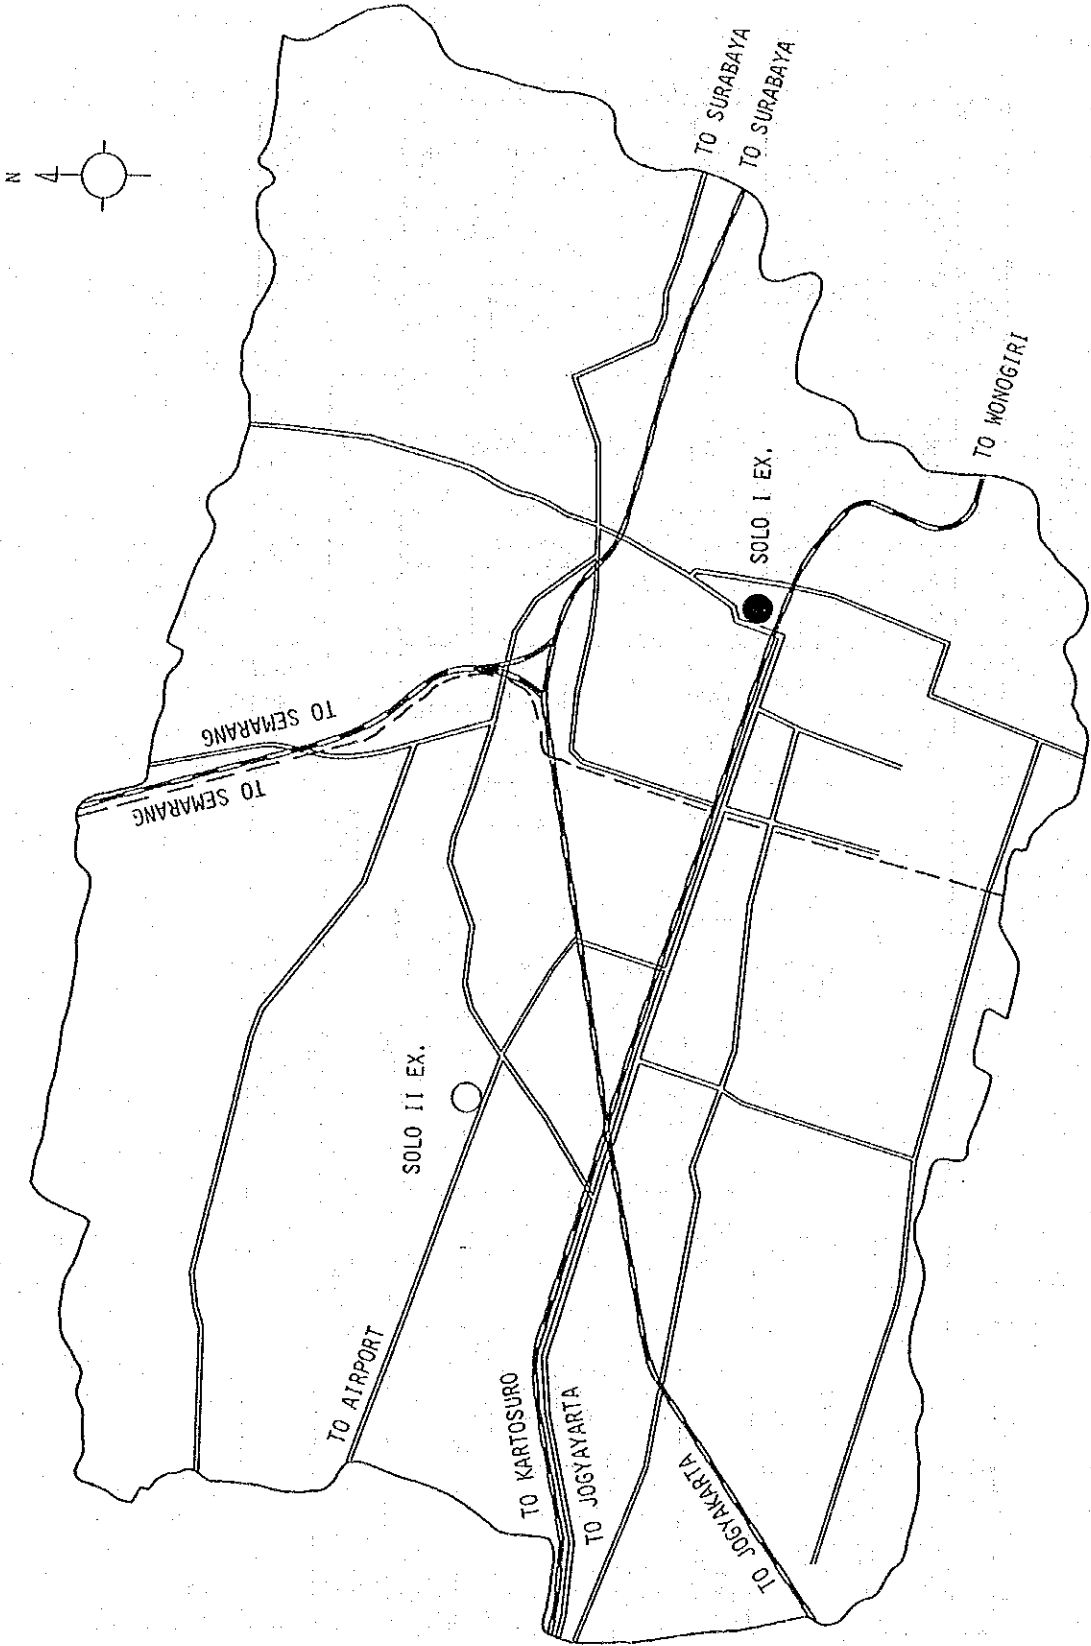 N
TO SURABAYA
TO SURABAYA
TO WONOGIRI
SOLO I EX.
TO SEMARANG
TO SEMARANG
SOLO II EX.
TO AIRPORT
TO KARTOSURO
TO JOGYAYARTA
TO JOGYAKARTA